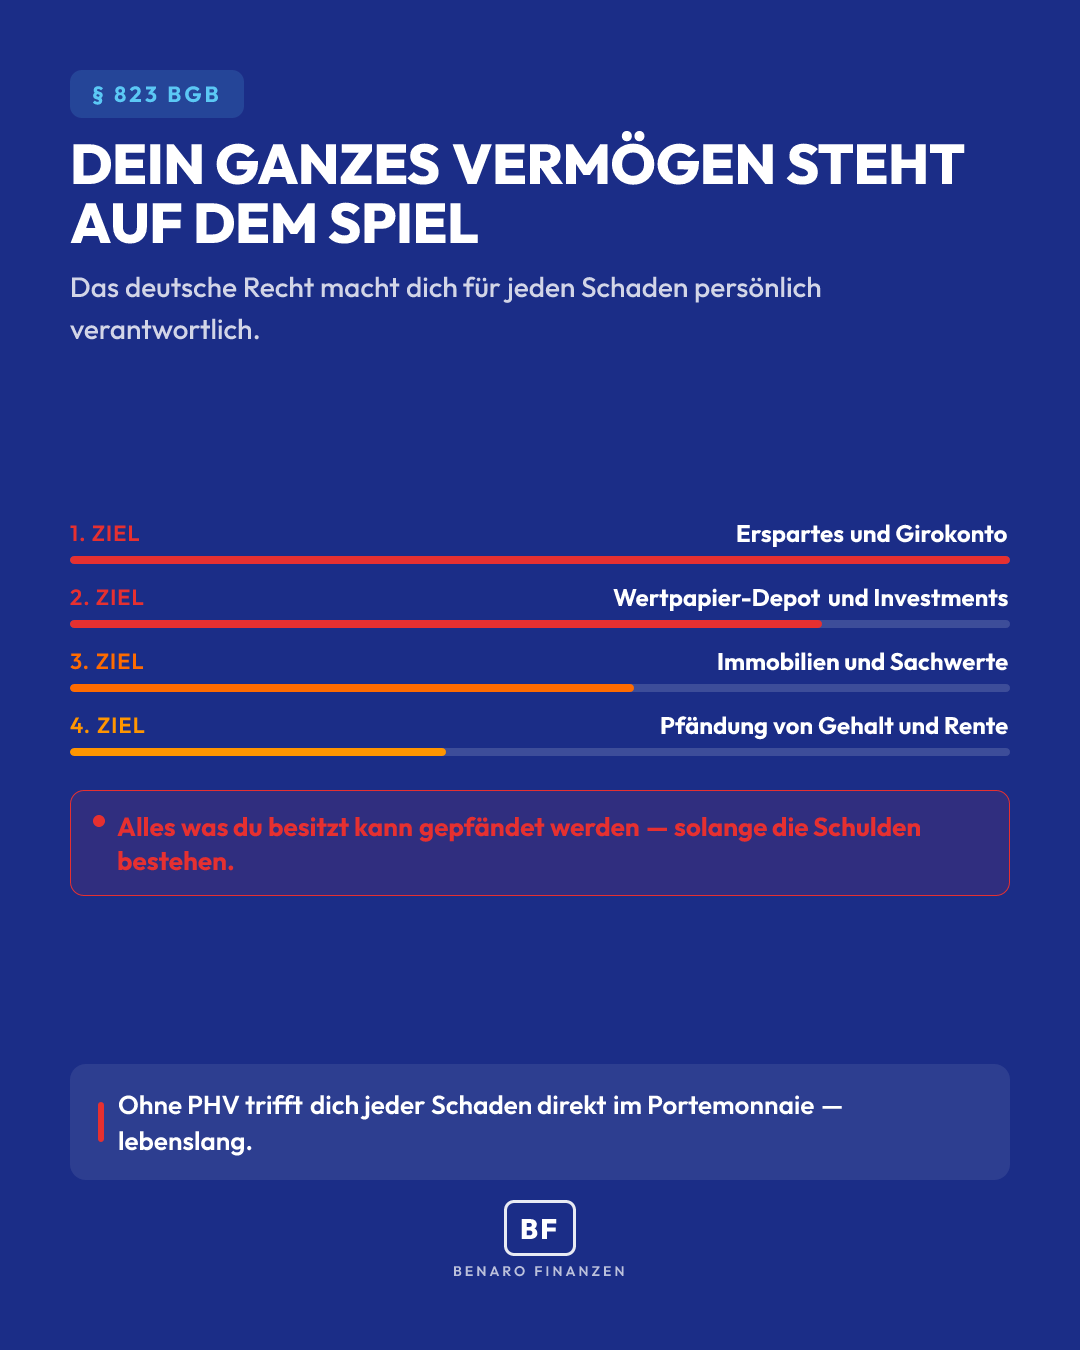 § 823 BGB
DEIN GANZES VERMÖGEN STEHT
AUF DEM SPIEL
Das deutsche Recht macht dich für jeden Schaden persönlich
verantwortlich.
1. ZIEL Erspartes und Girokonto
2. ZIEL Wertpapier-Depot und Investments
3. ZIEL Immobilien und Sachwerte
4. ZIEL Pfändung von Gehalt und Rente
Alles was du besitzt kann gepfändet werden — solange die Schulden
bestehen.
Ohne PHV trifft dich jeder Schaden direkt im Portemonnaie —
lebenslang.
BF
BENARO FINANZEN